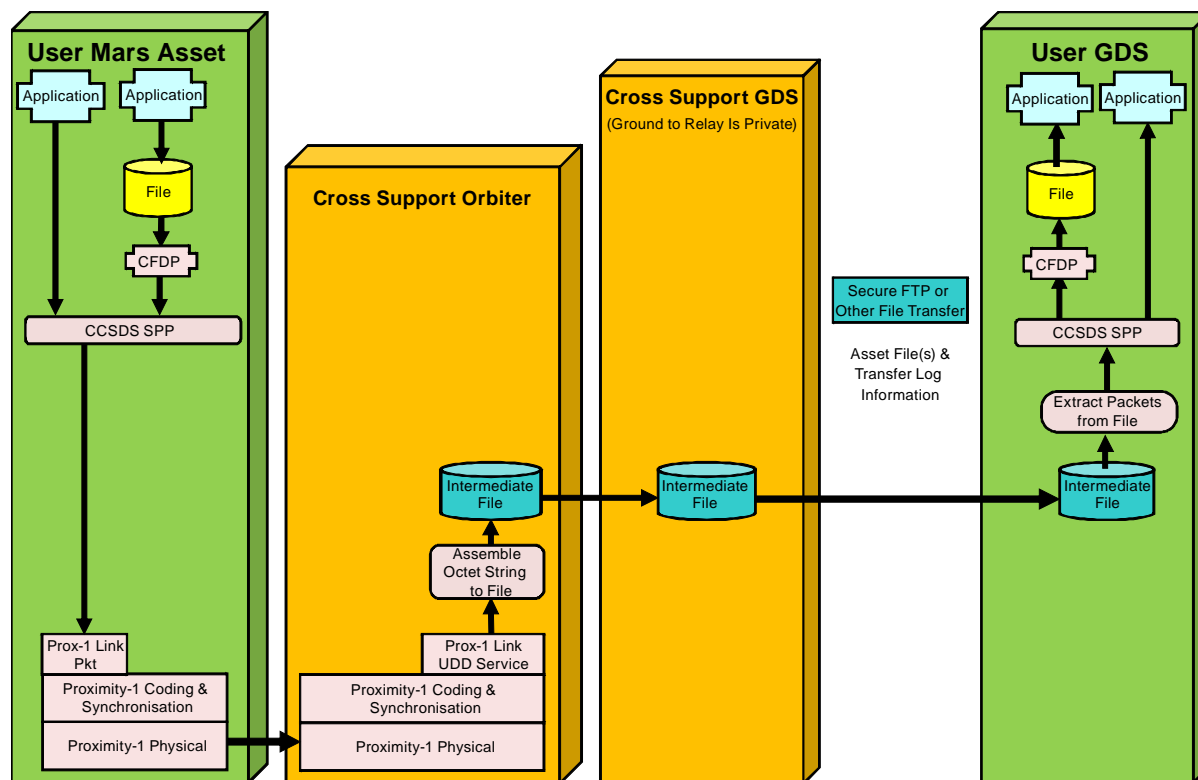 User Mars Asset
Application
Application
File
CFDP
CCSDS SPP
Prox-1 Link
Pkt
Proximity-1 Coding &
Synchronisation
Proximity-1 Physical
Cross Support Orbiter
Intermediate
File
Assemble
Octet String
to File
Prox-1 Link
UDD Service
Proximity-1 Coding &
Synchronisation
Proximity-1 Physical
Cross Support GDS
(Ground to Relay Is Private)
Intermediate
File
Secure FTP or
Other File Transfer
Asset File(s) &
Transfer Log
Information
User GDS
Application
Application
File
CFDP
CCSDS SPP
Extract Packets
from File
Intermediate
File